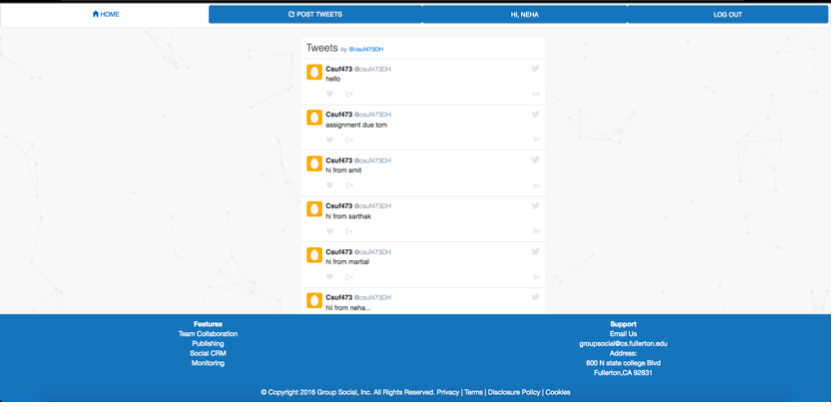 HOME
POST TWEETS
HI, NEHA
LOG OUT
Tweets by @csuf473DH
Csuf473 @csuf473DH
hello
Csuf473 @csuf473DH
assignment due tom
Csuf473 @csuf473DH
hi from amit
Csuf473 @csuf473DH
hi from sarthak
Csuf473 @csuf473DH
hi from martial
Csuf473 @csuf473DH
hii from neha...
Features
Team Collaboration
Publishing
Social CRM
Monitoring
Support
Email Us
groupsocial@cs.fullerton.edu
Address:
800 N state college Blvd
Fullerton,CA 92831
© Copyright 2016 Group Social, Inc. All Rights Reserved. Privacy | Terms | Disclosure Policy | Cookies